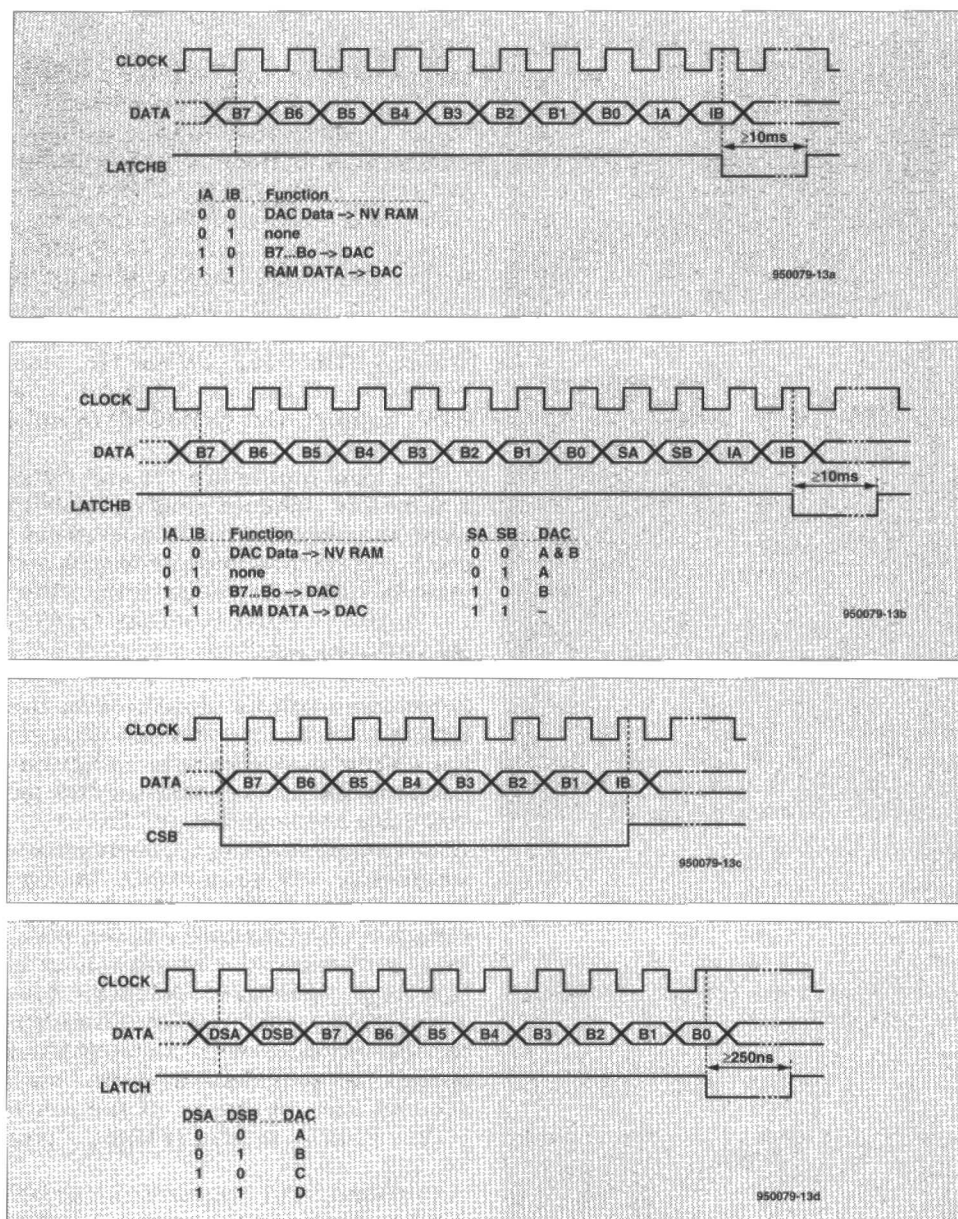 CLOCK
DATA B7 B6 B5 B4 B3 B2 B1 B0 IA IB
≥10ms
LATCHB
IA IB Function
0 0 DAC Data –> NV RAM
0 1 none
1 0 B7...Bo –> DAC
1 1 RAM DATA –> DAC
950079-13a
CLOCK
DATA B7 B6 B5 B4 B3 B2 B1 B0 SA SB IA IB
≥10ms
LATCHB
IA IB Function SA SB DAC
0 0 DAC Data –> NV RAM 0 0 A & B
0 1 none 0 1 A
1 0 B7...Bo –> DAC 1 0 B
1 1 RAM DATA –> DAC 1 1 –
950079-13b
CLOCK
DATA B7 B6 B5 B4 B3 B2 B1 IB
CSB
950079-13c
CLOCK
DATA DSA DSB B7 B6 B5 B4 B3 B2 B1 B0
≥250ns
LATCH
DSA DSB DAC
0 0 A
0 1 B
1 0 C
1 1 D
950079-13d